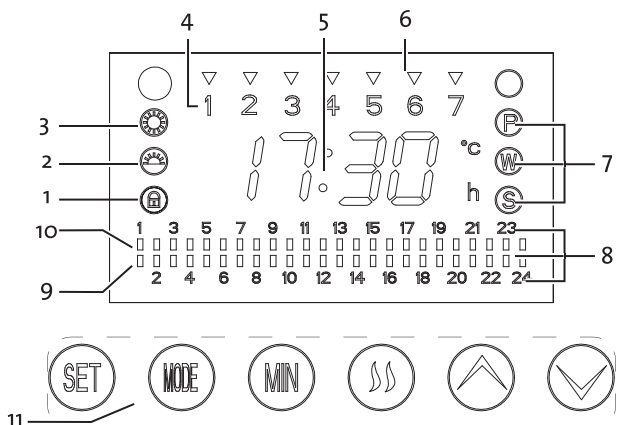 4 5 6
1 2 3 4 5 6 7
3 P
17:30 °c
2 W 7
1 h S
1 3 5 7 9 11 13 15 17 19 21 23
10
8
9 2 4 6 8 10 12 14 16 18 20 22 24
SET MODE MIN
11